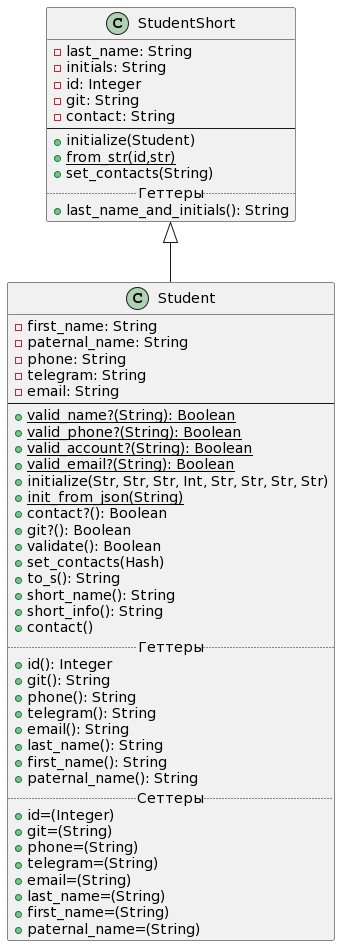 C StudentShort
last_name: String
initials: String
id: Integer
git: String
contact: String
initialize(Student)
from_str(id,str)
set_contacts(String)
Геттеры
last_name_and_initials(): String
C Student
first_name: String
paternal_name: String
phone: String
telegram: String
email: String
valid_name?(String): Boolean
valid_phone?(String): Boolean
valid_account?(String): Boolean
valid_email?(String): Boolean
initialize(Str, Str, Str, Int, Str, Str, Str, Str)
init_from_json(String)
contact?(): Boolean
git?(): Boolean
validate(): Boolean
set_contacts(Hash)
to_s(): String
short_name(): String
short_info(): String
contact()
Геттеры
id(): Integer
git(): String
phone(): String
telegram(): String
email(): String
last_name(): String
first_name(): String
paternal_name(): String
Сеттеры
id=(Integer)
git=(String)
phone=(String)
telegram=(String)
email=(String)
last_name=(String)
first_name=(String)
paternal_name=(String)